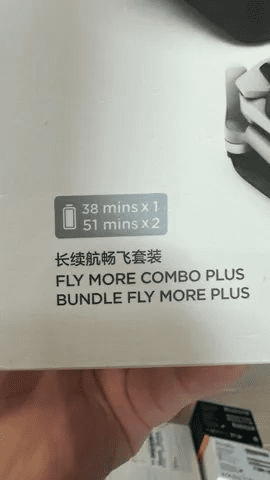 38 mins x 1
51 mins x 2
长续航畅飞套装
FLY MORE COMBO PLUS
BUNDLE FLY MORE PLUS